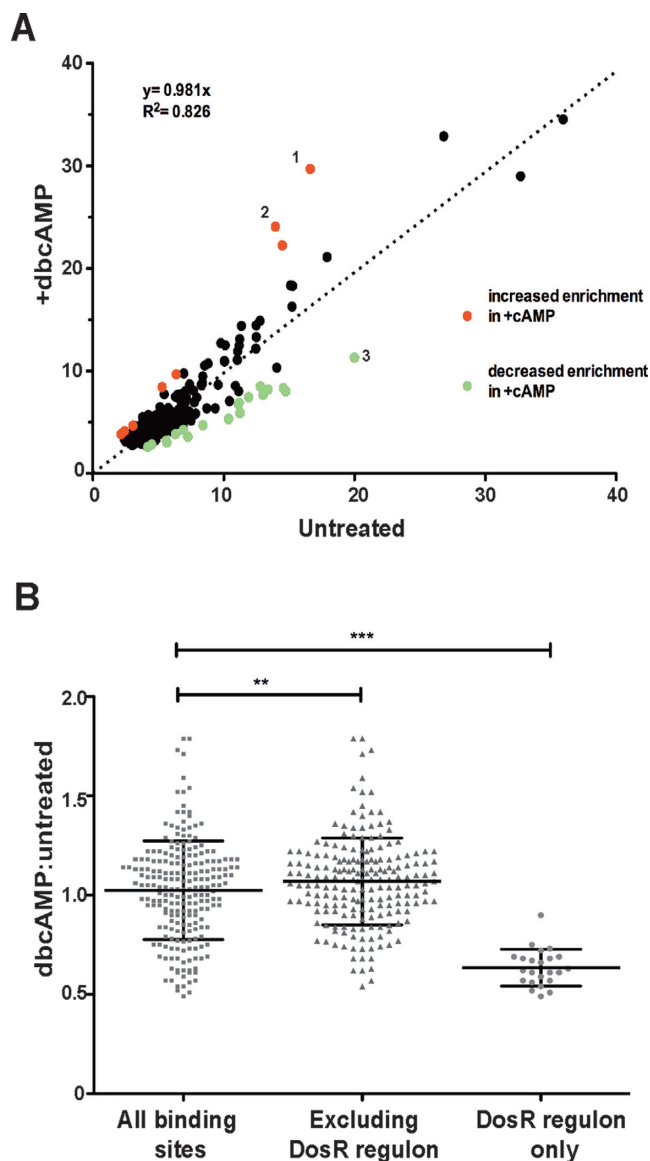 A
40
y= 0.981x
R²= 0.826
1
30
2
+dbcAMP
20
increased enrichment
in +cAMP
3
10
decreased enrichment
in +cAMP
0
0 10 20 30 40
Untreated
B
***
**
2.0
1.5
dbcAMP:untreated
1.0
0.5
0
All binding
sites
Excluding
DosR regulon
DosR regulon
only